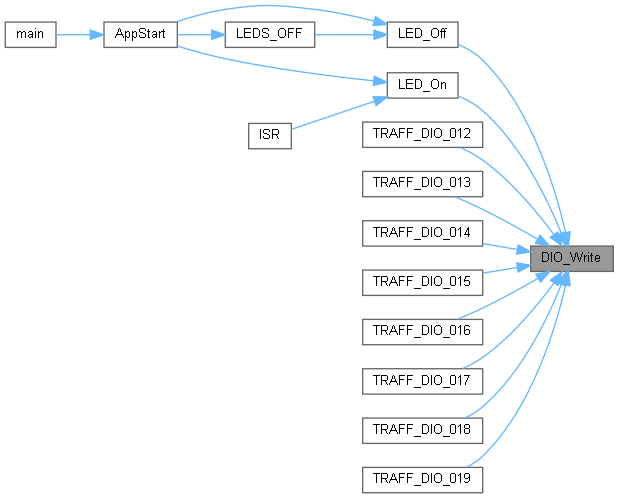 main
AppStart
LEDS_OFF
LED_Off
LED_On
ISR
TRAFF_DIO_012
TRAFF_DIO_013
TRAFF_DIO_014
TRAFF_DIO_015
TRAFF_DIO_016
TRAFF_DIO_017
TRAFF_DIO_018
TRAFF_DIO_019
DIO_Write